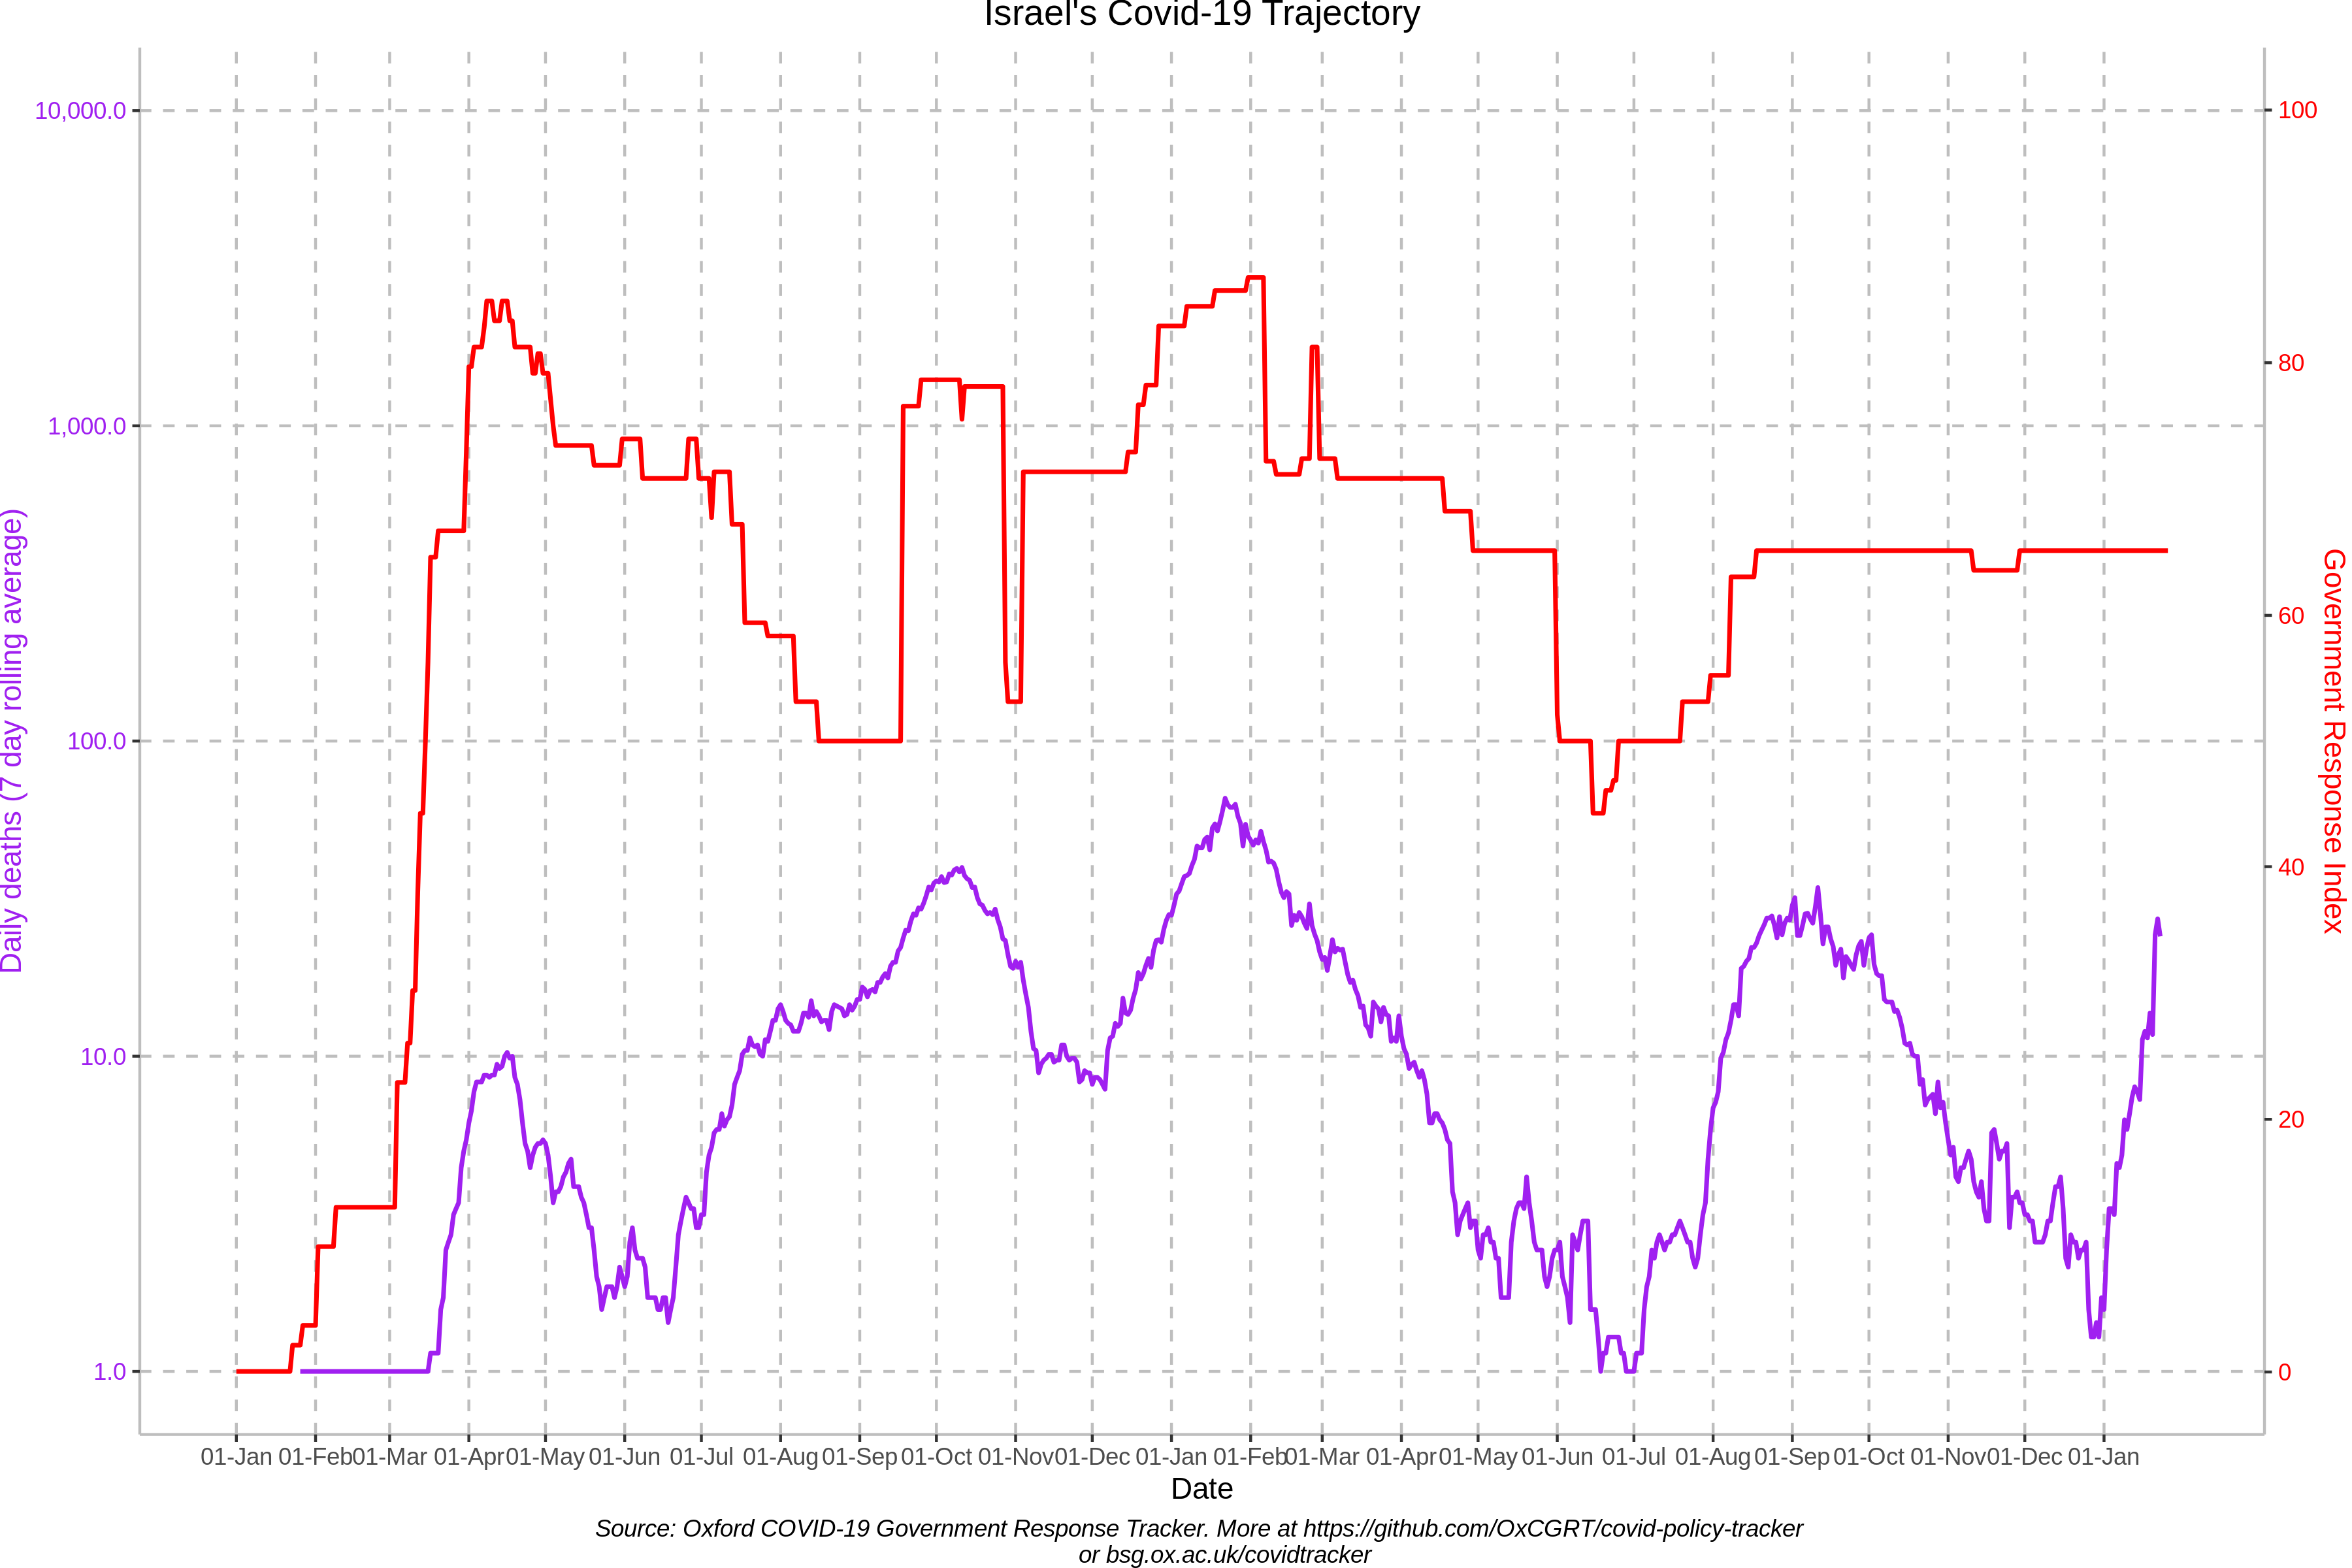 Israel's Covid-19 Trajectory
10,000.0
1,000.0
100.0
10.0
1.0
Daily deaths (7 day rolling average)
100
80
60
40
20
0
Government Response Index
01-Jan 01-Feb 01-Mar 01-Apr 01-May 01-Jun 01-Jul 01-Aug 01-Sep 01-Oct 01-Nov 01-Dec 01-Jan 01-Feb 01-Mar 01-Apr 01-May 01-Jun 01-Jul 01-Aug 01-Sep 01-Oct 01-Nov 01-Dec 01-Jan
Date
Source: Oxford COVID-19 Government Response Tracker. More at https://github.com/OxCGRT/covid-policy-tracker
or bsg.ox.ac.uk/covidtracker